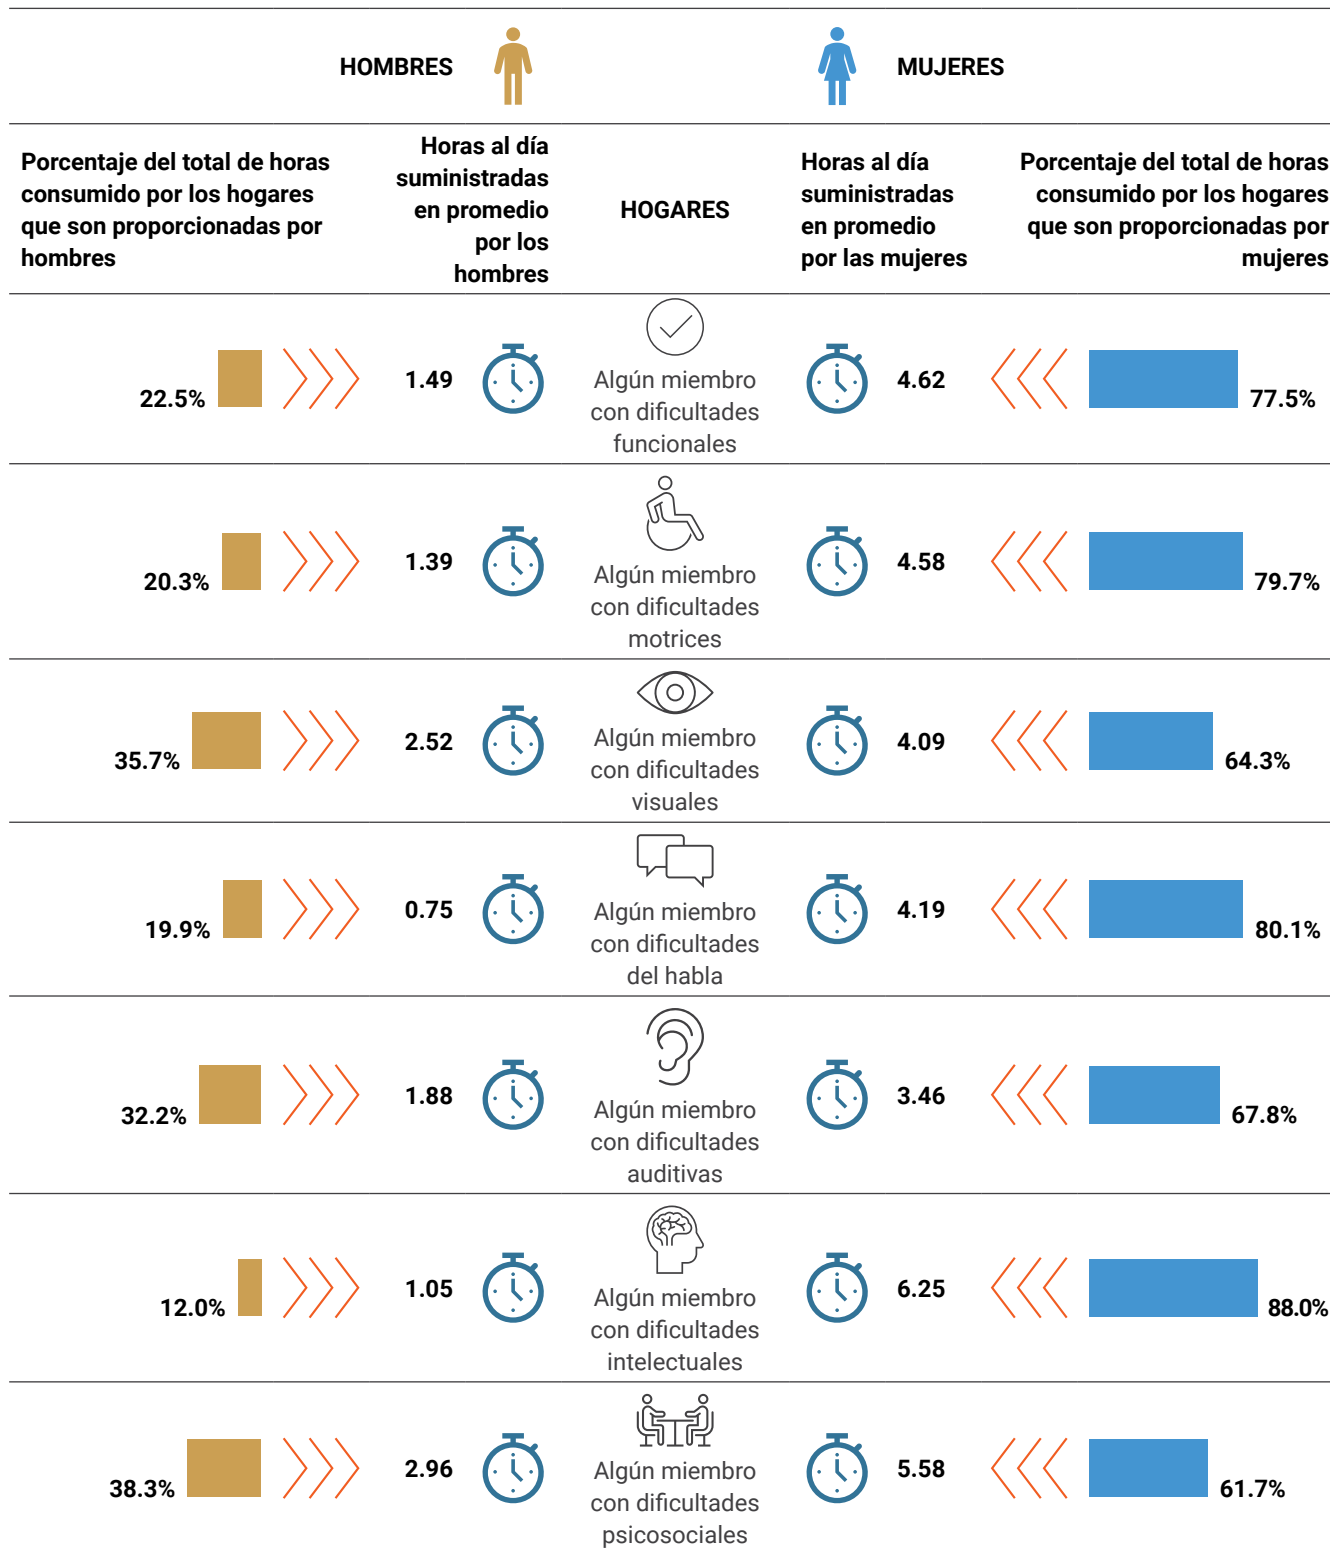 HOMBRES
MUJERES
Porcentaje del total de horas
consumido por los hogares
que son proporcionadas por
hombres
Horas al día
suministradas
en promedio
por los
hombres
HOGARES
Horas al día
suministradas
en promedio
por las mujeres
Porcentaje del total de horas
consumido por los hogares
que son proporcionadas por
mujeres
22.5%
1.49
Algún miembro
con dificultades
funcionales
4.62
77.5%
20.3%
1.39
Algún miembro
con dificultades
motrices
4.58
79.7%
35.7%
2.52
Algún miembro
con dificultades
visuales
4.09
64.3%
19.9%
0.75
Algún miembro
con dificultades
del habla
4.19
80.1%
32.2%
1.88
Algún miembro
con dificultades
auditivas
3.46
67.8%
12.0%
1.05
Algún miembro
con dificultades
intelectuales
6.25
88.0%
38.3%
2.96
Algún miembro
con dificultades
psicosociales
5.58
61.7%